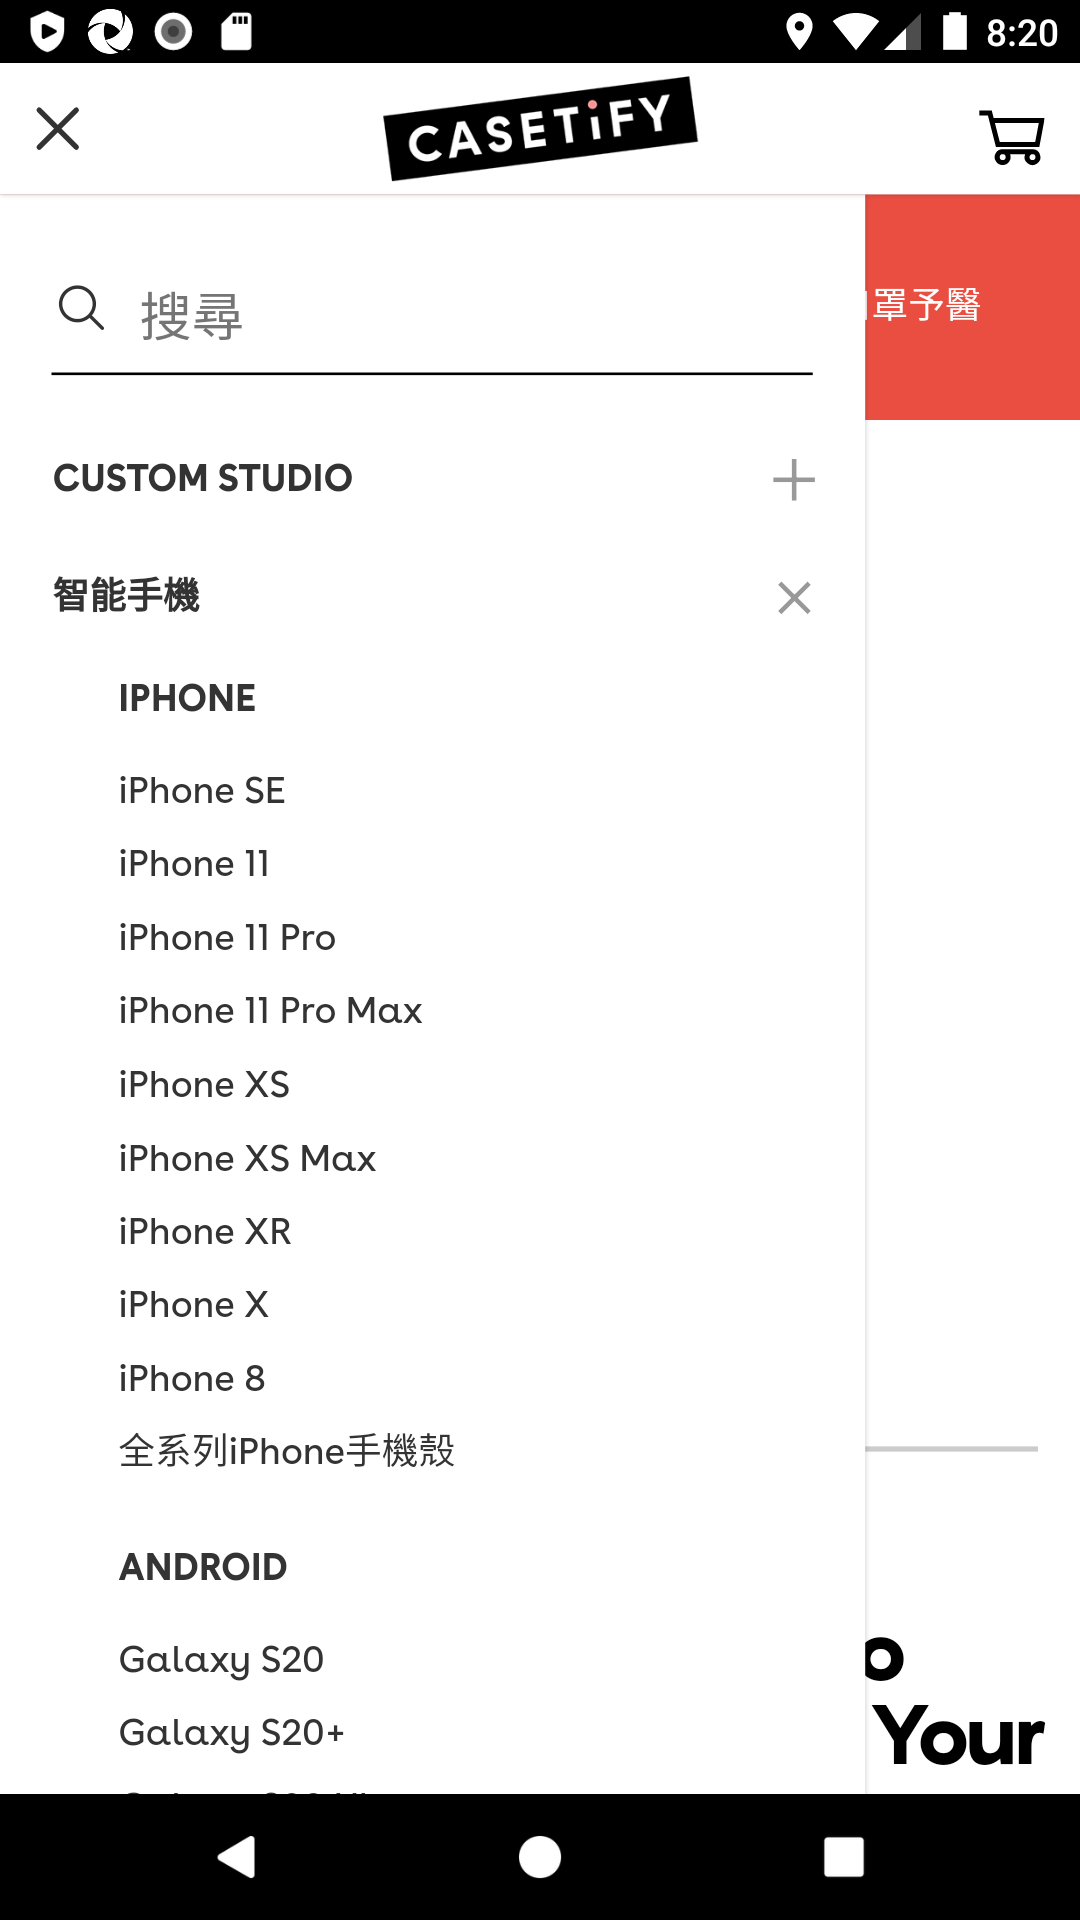 8:20
CASETiFY
搜尋
罩予醫
CUSTOM STUDIO
智能手機
IPHONE
iPhone SE
iPhone 11
iPhone 11 Pro
iPhone 11 Pro Max
iPhone XS
iPhone XS Max
iPhone XR
iPhone X
iPhone 8
全系列iPhone手機殼
ANDROID
Galaxy S20
o
Galaxy S20+
Your